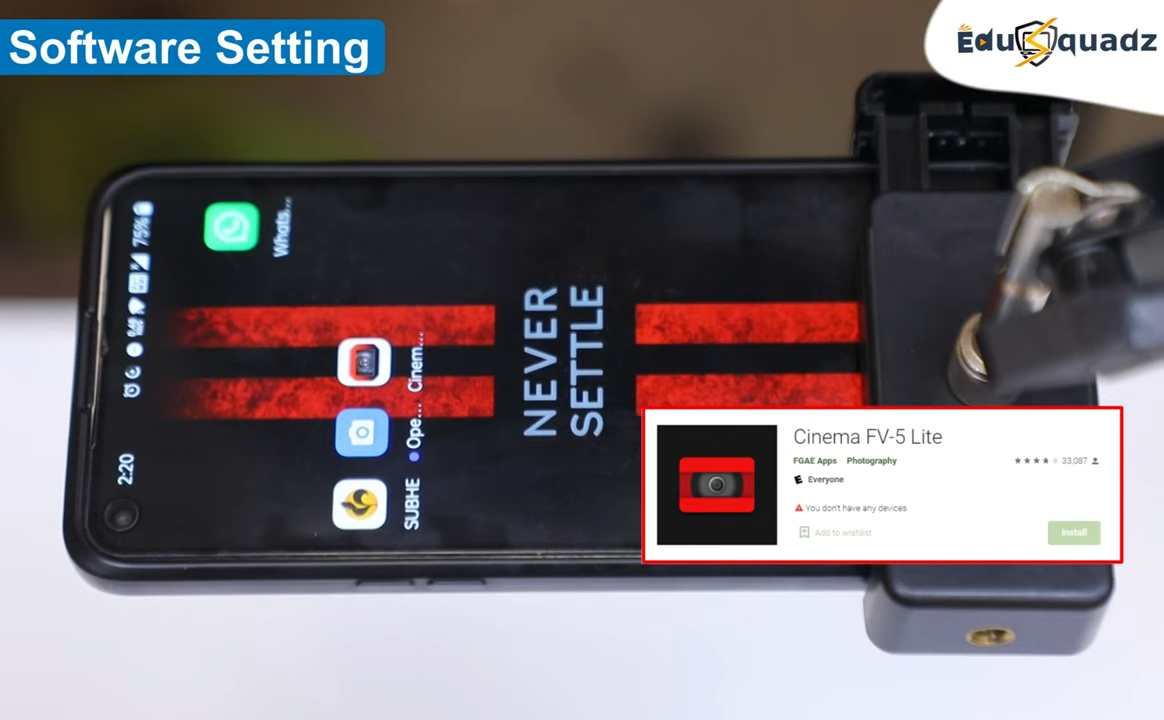 Software Setting
EduSquadz
75%
Whats...
NEVER
SETTLE
Cinem...
Ope...
SUBHE
2:20
Cinema FV-5 Lite
FGAE Apps Photography
33,087
Everyone
You don't have any devices
Add to wishlist
Install